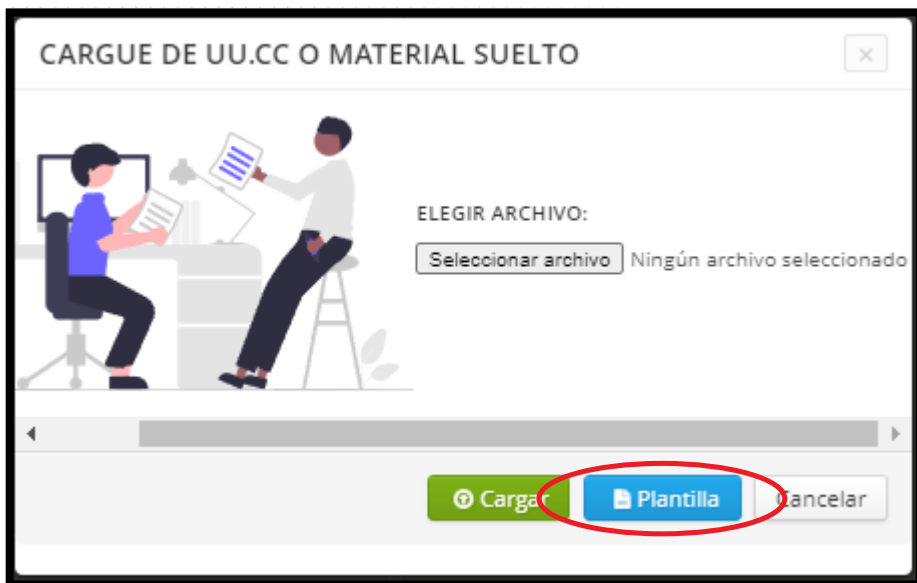 CARGUE DE UU.CC O MATERIAL SUELTO
ELEGIR ARCHIVO:
Seleccionar archivo Ningún archivo seleccionado
Cargar Plantilla Cancelar